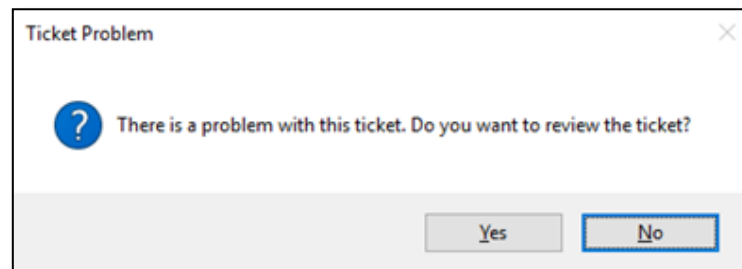 Ticket Problem
There is a problem with this ticket. Do you want to review the ticket?
Yes
No